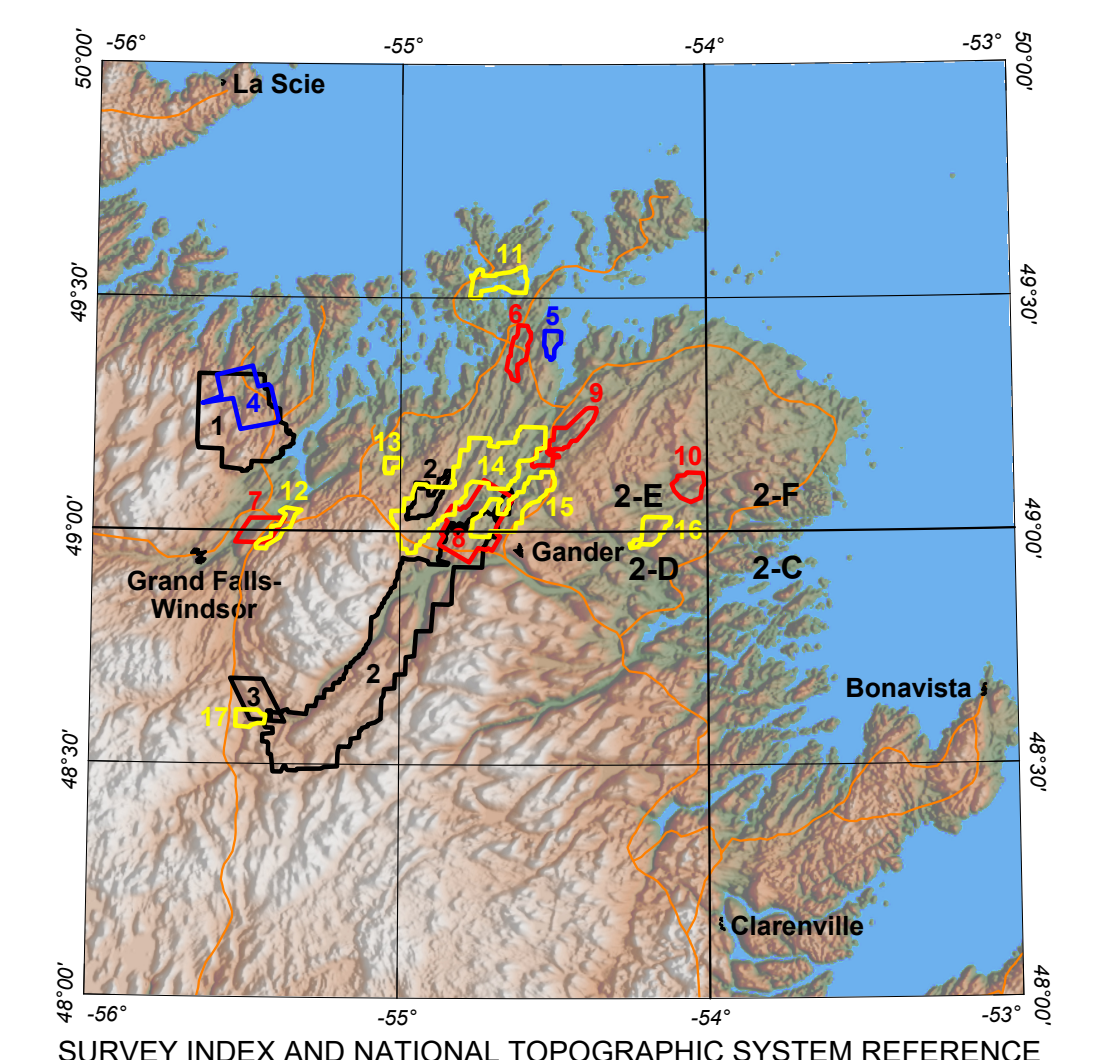 -56° -55° -54° -53°
50°00' 50°00'
La Scie
11
49°30' 49°30'
6 5
4
9
1
13 2 14 10
7 12 15 2-E 2-F
16
49°00' 49°00'
8 Gander
2-D 2-C
Grand Falls-
Windsor
2
3 Bonavista
17
48°30' 48°30'
Clarenville
48°00' 48°00'
-56° -55° -54° -53°
SURVEY INDEX AND NATIONAL TOPOGRAPHIC SYSTEM REFERENCE